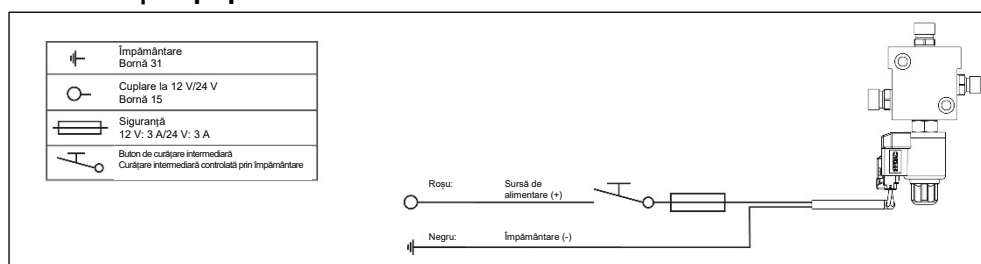 Împământare
Bornă 31
Cuplare la 12 V/24 V
Bornă 15
Siguranță
12 V: 3 A/24 V: 3 A
Buton de curățare intermediară
Curățare intermediară controlată prin împământare
Roșu: Sursă de
alimentare (+)
Negru: Împământare (-)